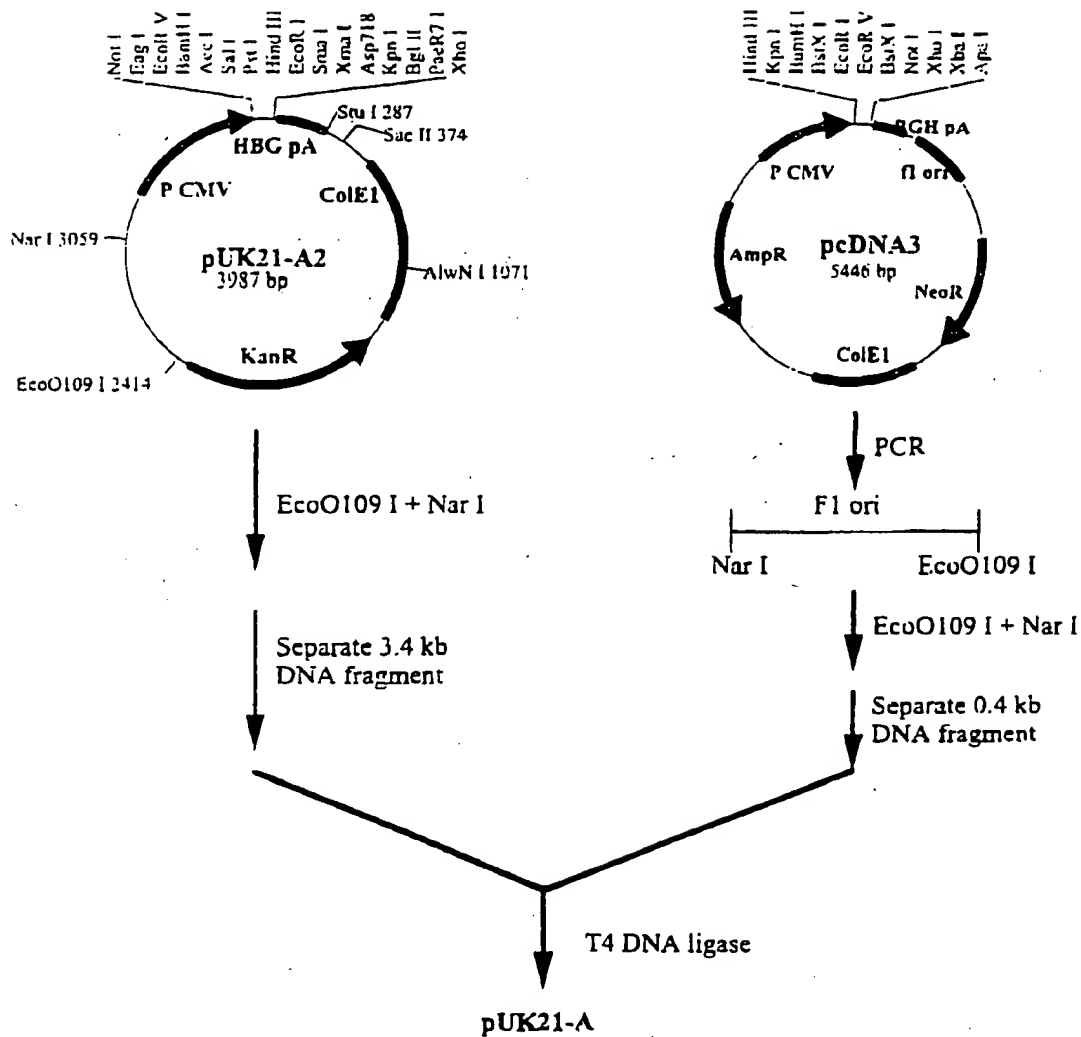 Not I
Eag I
EcoR V
BamH I
Acc I
Sal I
Pst I
Hind III
EcoR I
Sma I
Xma I
Asp718
Kpn I
Bgl II
PaeR7 I
Xho I
Stu I 287
Sac II 374
HBG pA
P CMV
ColE1
Nar I 3059
pUK21-A2
3987 bp
AlwN I 1071
KanR
EcoO109 I 2414
Hind III
Kpn I
BamH I
BstX I
EcoR I
EcoR V
BstX I
Not I
Xho I
Xba I
Apa I
BGH pA
P CMV
f1 ori
AmpR
pcDNA3
5446 bp
NeoR
ColE1
EcoO109 I + Nar I
Separate 3.4 kb
DNA fragment
PCR
F1 ori
Nar I
EcoO109 I
EcoO109 I + Nar I
Separate 0.4 kb
DNA fragment
T4 DNA ligase
pUK21-A